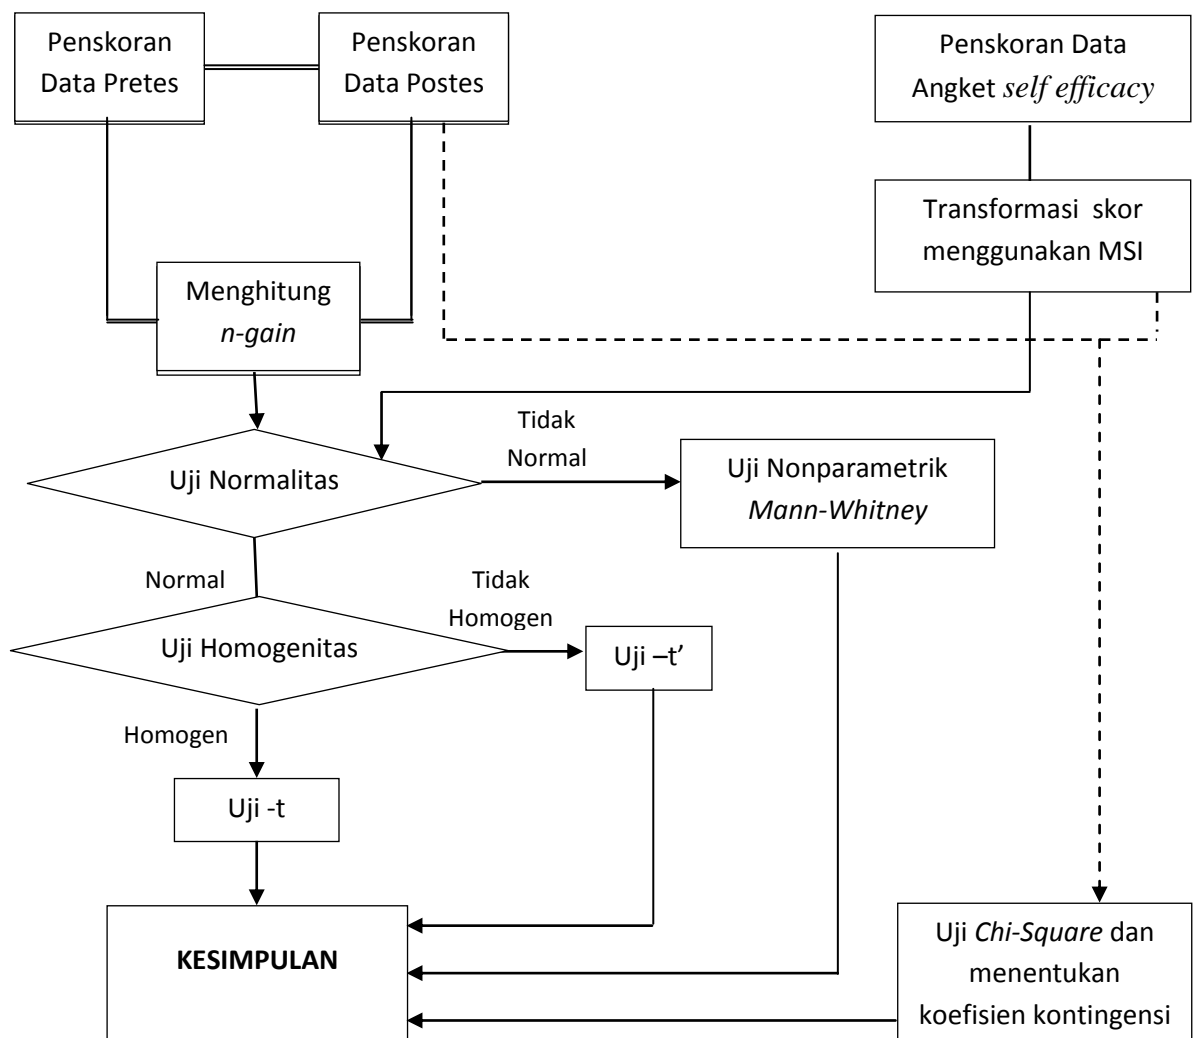 Penskoran
Data Pretes
Penskoran
Data Postes
Penskoran Data
Angket self efficacy
Transformasi skor
menggunakan MSI
Menghitung
n-gain
Tidak
Normal
Uji Normalitas
Uji Nonparametrik
Mann-Whitney
Normal
Tidak
Homogen
Uji Homogenitas
Uji –t’
Homogen
Uji -t
KESIMPULAN
Uji Chi-Square dan
menentukan
koefisien kontingensi